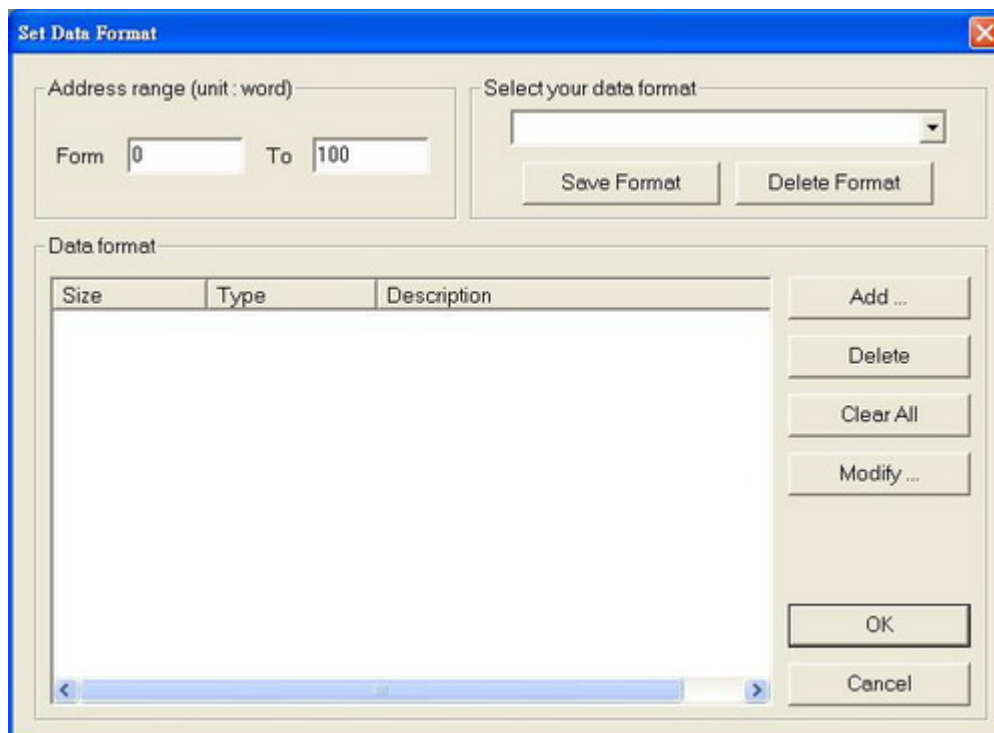 Set Data Format
Address range (unit : word)
Form 0 To 100
Select your data format
Save Format Delete Format
Data format
Size Type Description
Add ...
Delete
Clear All
Modify ...
OK
Cancel